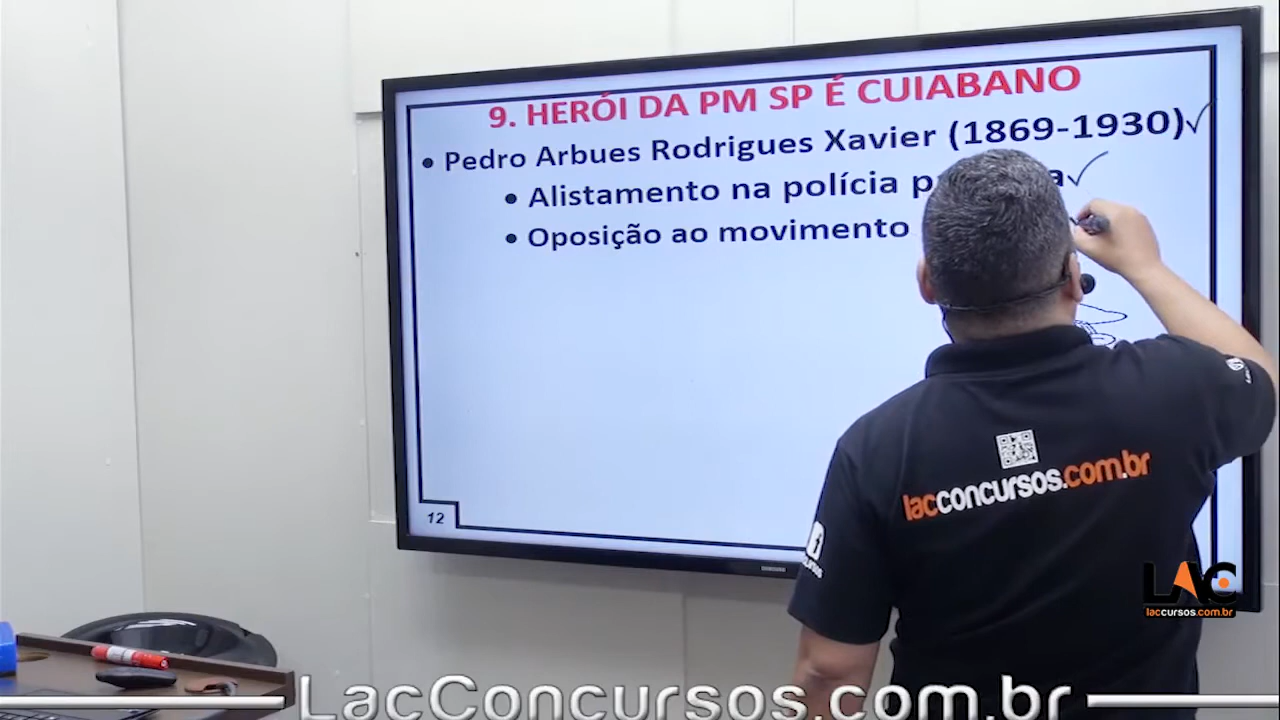 9. HERÓI DA PM SP É CUIABANO
• Pedro Arbues Rodrigues Xavier (1869-1930)
• Alistamento na polícia
• Oposição ao movimento
12
SAMSUNG
lacconcursos.com.br
LAC
laccursos.com.br
LacConcursos.com.br